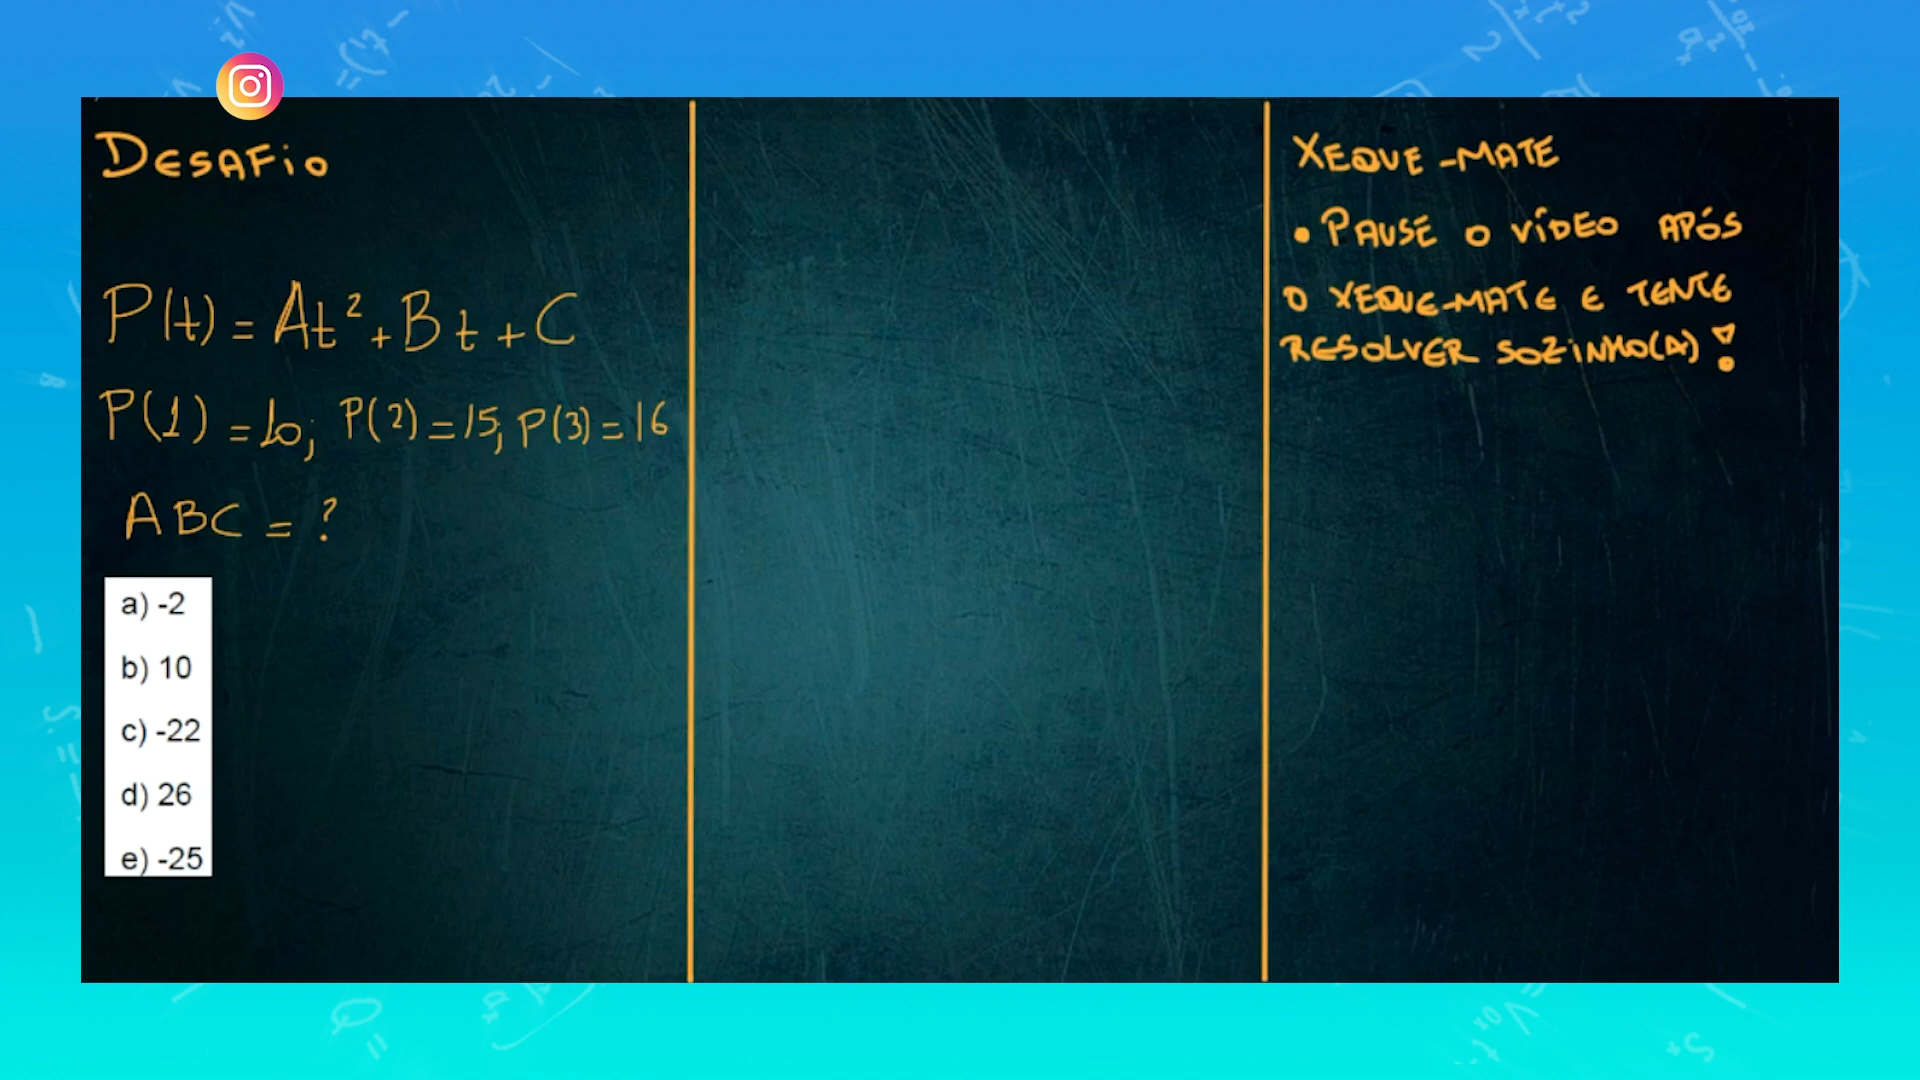 DESAFIO
P(t) = At² + Bt + C
P(1) = 10; P(2) = 15; P(3) = 16
ABC = ?
a) -2
b) 10
c) -22
d) 26
e) -25
XEQUE-MATE
• PAUSE O VÍDEO APÓS
O XEQUE-MATE E TENTE
RESOLVER SOZINHO(A)!